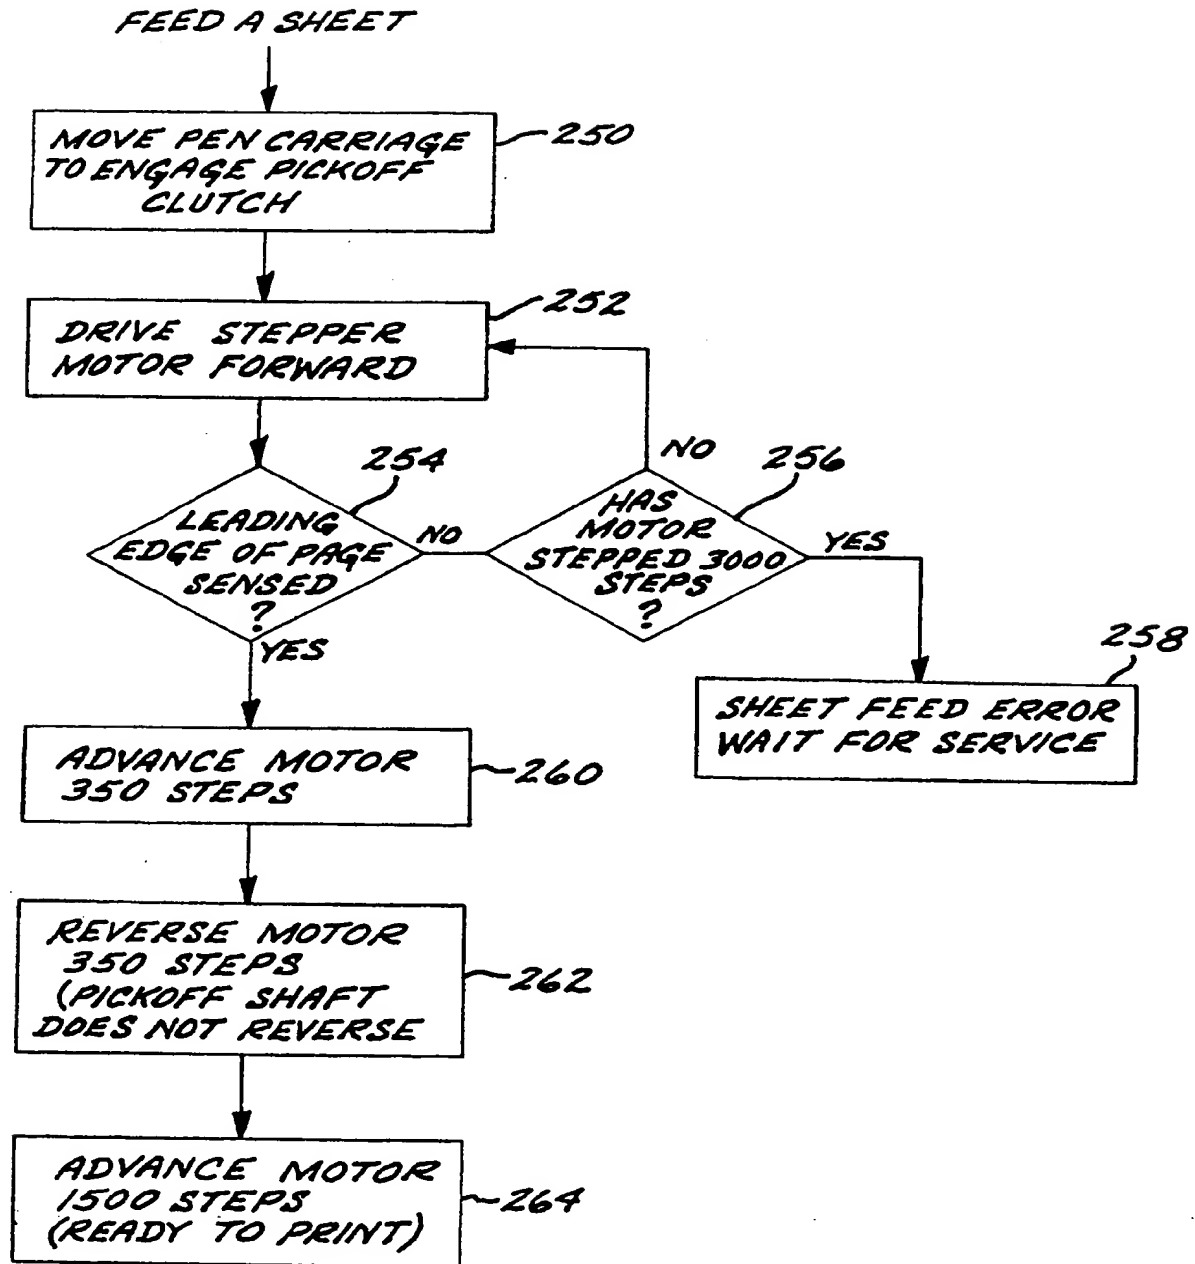 FEED A SHEET
MOVE PEN CARRIAGE
TO ENGAGE PICKOFF
CLUTCH
250
DRIVE STEPPER
MOTOR FORWARD
252
LEADING
EDGE OF PAGE
SENSED
?
254
NO
YES
HAS
MOTOR
STEPPED 3000
STEPS
?
256
NO
YES
SHEET FEED ERROR
WAIT FOR SERVICE
258
ADVANCE MOTOR
350 STEPS
260
REVERSE MOTOR
350 STEPS
(PICKOFF SHAFT
DOES NOT REVERSE
262
ADVANCE MOTOR
1500 STEPS
(READY TO PRINT)
264